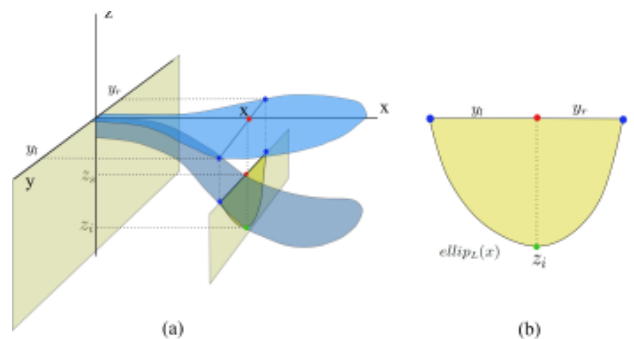 z
y_r
x
x
y_l
y
z_s
z_i
(a)
y_l y_r
ellip_L(x)
z_i
(b)